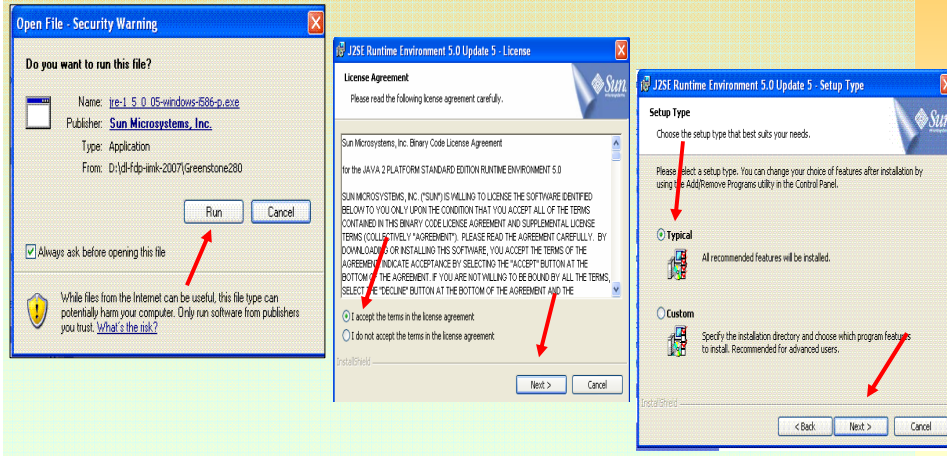 Open File - Security Warning
Do you want to run this file?
Name: jre-1_5_0_05-windows-i586-p.exe
Publisher: Sun Microsystems, Inc.
Type: Application
From: D:\dl-fdp-iimk-2007\Greenstone280
Run Cancel
Always ask before opening this file
While files from the Internet can be useful, this file type can
potentially harm your computer. Only run software from publishers
you trust. What's the risk?
J2SE Runtime Environment 5.0 Update 5 - License
License Agreement
Please read the following license agreement carefully.
Sun
Sun Microsystems, Inc. Binary Code License Agreement
for the JAVA 2 PLATFORM STANDARD EDITION RUNTIME ENVIRONMENT 5.0
SUN MICROSYSTEMS, INC. ("SUN") IS WILLING TO LICENSE THE SOFTWARE IDENTIFIED
BELOW TO YOU ONLY UPON THE CONDITION THAT YOU ACCEPT ALL OF THE TERMS
CONTAINED IN THIS BINARY CODE LICENSE AGREEMENT AND SUPPLEMENTAL LICENSE
TERMS (COLLECTIVELY "AGREEMENT"). PLEASE READ THE AGREEMENT CAREFULLY. BY
DOWNLOADING OR INSTALLING THIS SOFTWARE, YOU ACCEPT THE TERMS OF THE
AGREEMENT. INDICATE ACCEPTANCE BY SELECTING THE "ACCEPT" BUTTON AT THE
BOTTOM OF THE AGREEMENT. IF YOU ARE NOT WILLING TO BE BOUND BY ALL THE TERMS,
SELECT THE "DECLINE" BUTTON AT THE BOTTOM OF THE AGREEMENT AND THE
I accept the terms in the license agreement
I do not accept the terms in the license agreement
InstallShield
Next > Cancel
J2SE Runtime Environment 5.0 Update 5 - Setup Type
Setup Type
Choose the setup type that best suits your needs.
Sun
Please select a setup type. You can change your choice of features after installation by
using the Add/Remove Programs utility in the Control Panel.
Typical
All recommended features will be installed.
Custom
Specify the installation directory and choose which program features
to install. Recommended for advanced users.
InstallShield
< Back Next > Cancel